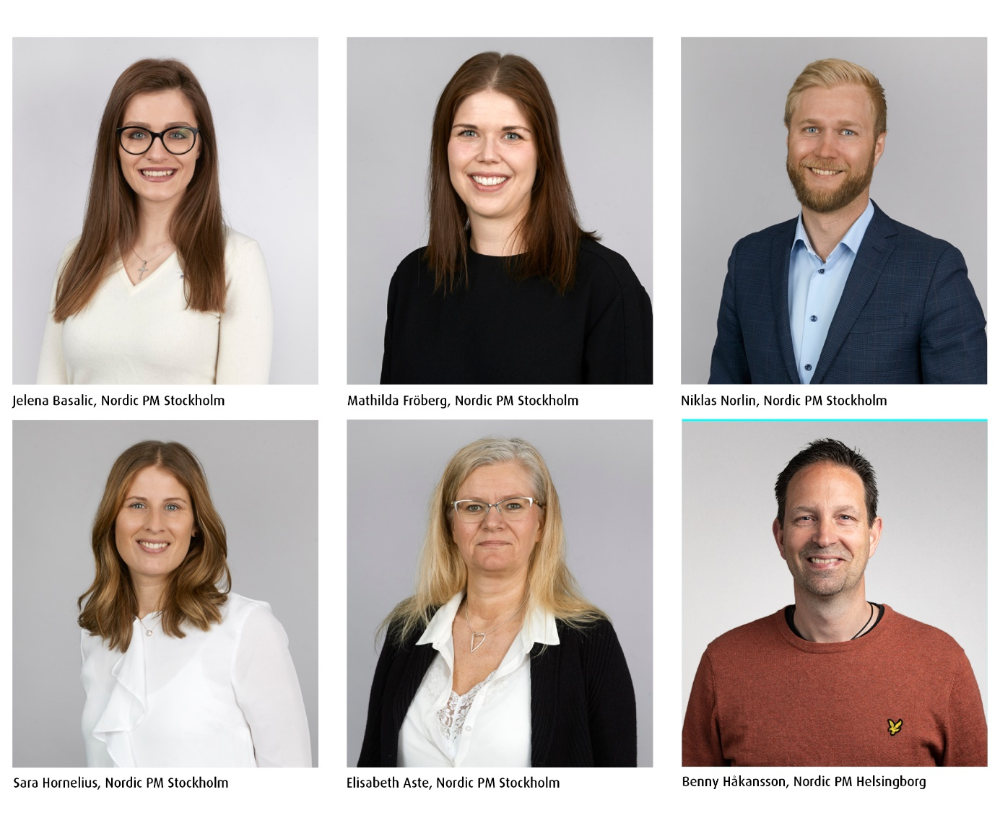 Jelena Basalic, Nordic PM Stockholm
Mathilda Fröberg, Nordic PM Stockholm
Niklas Norlin, Nordic PM Stockholm
Sara Hornelius, Nordic PM Stockholm
Elisabeth Aste, Nordic PM Stockholm
Benny Håkansson, Nordic PM Helsingborg